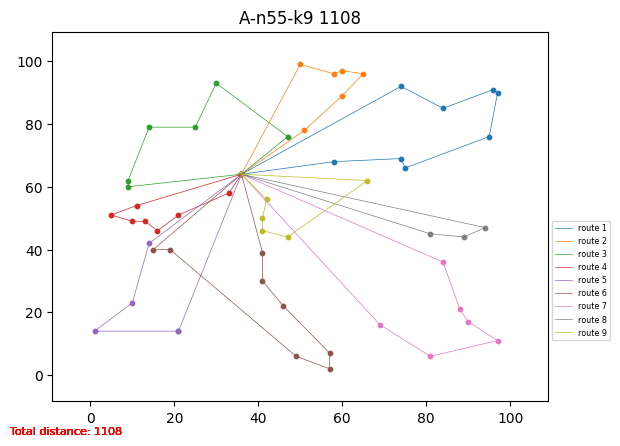 A-n55-k9 1108
100
80
60
40
20
0
0 20 40 60 80 100
route 1
route 2
route 3
route 4
route 5
route 6
route 7
route 8
route 9
Total distance: 1108